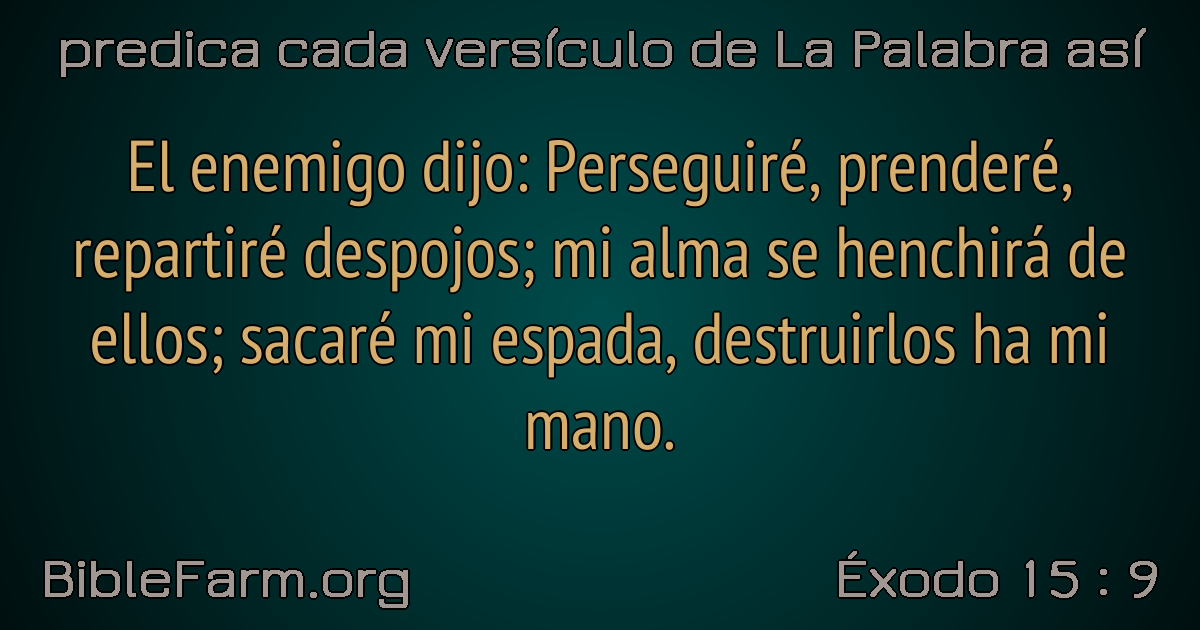 predica cada versículo de La Palabra así
El enemigo dijo: Perseguiré, prenderé,
repartiré despojos; mi alma se henchirá de
ellos; sacaré mi espada, destruirlos ha mi
mano.
BibleFarm.org
Éxodo 15 : 9